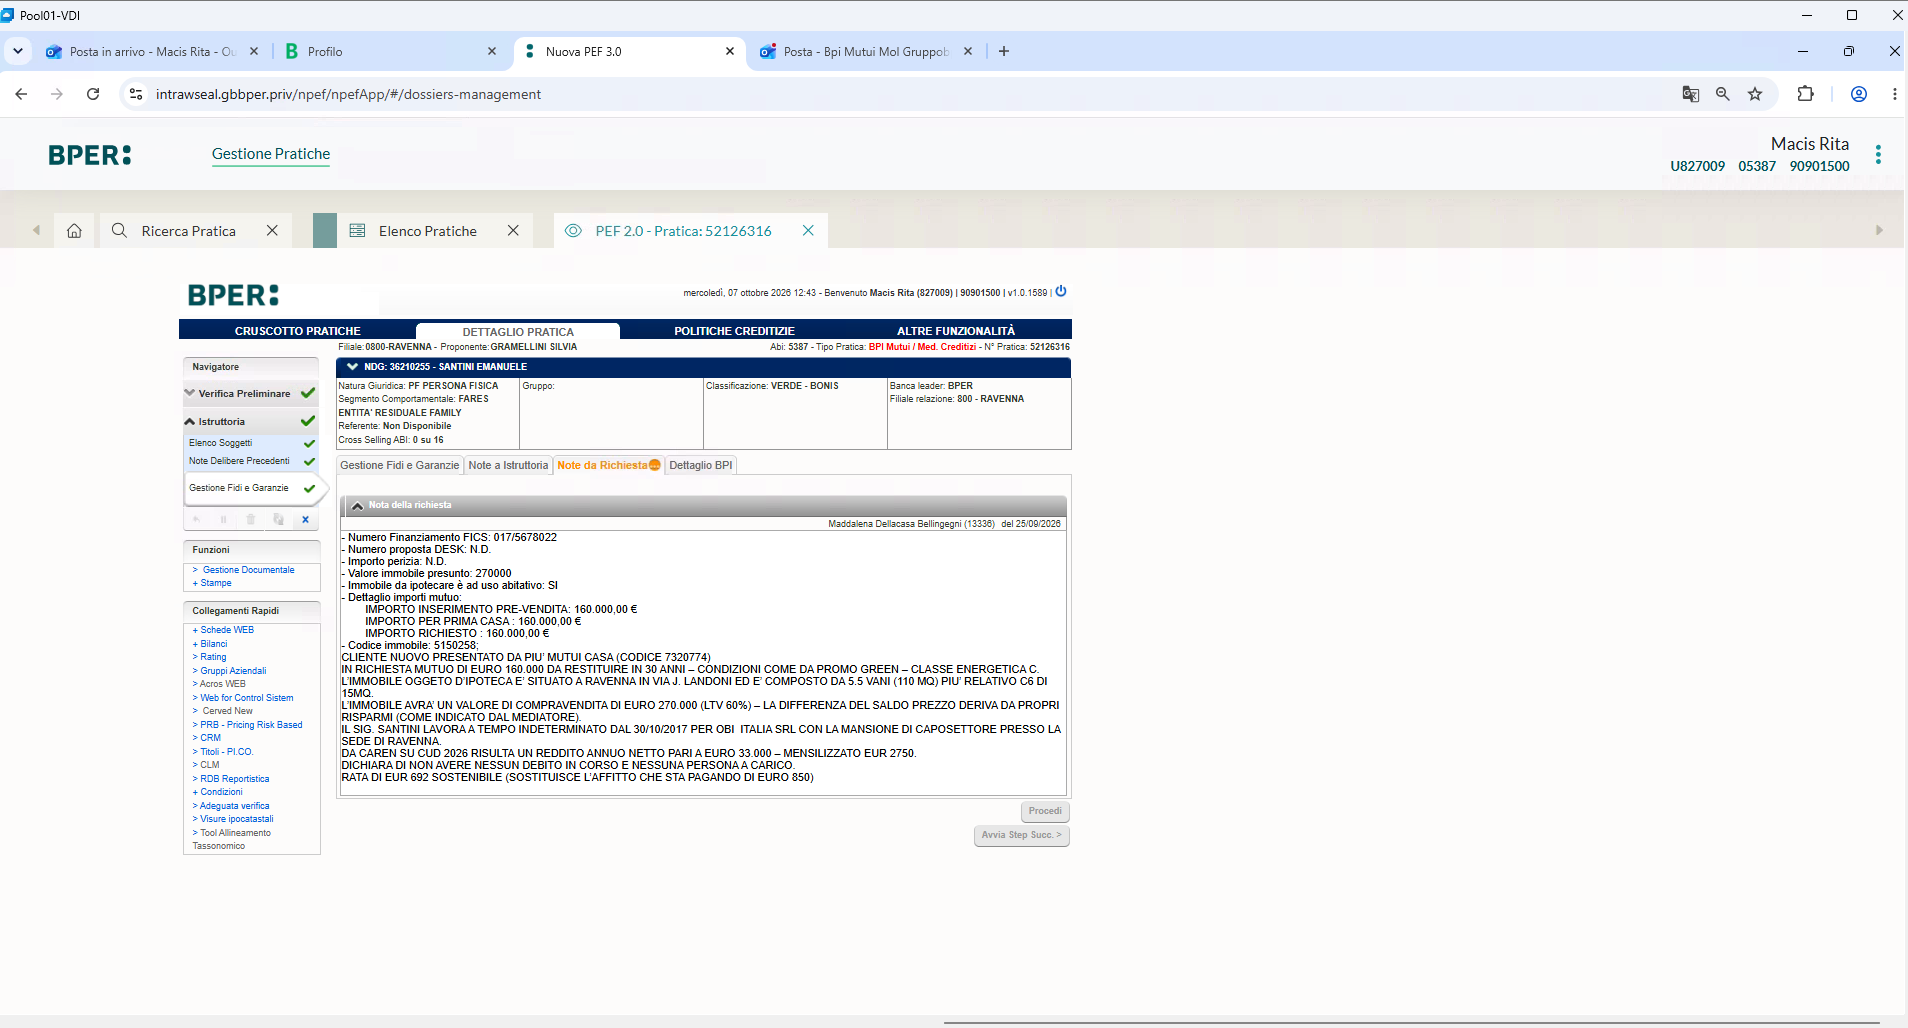 Pool01-VDI
Posta in arrivo - Macis Rita - Ou
Profilo
Nuova PEF 3.0
Posta - Bpi Mutui Mol Gruppob
intrawseal.gbbper.priv/npef/npefApp/#/dossiers-management
BPER:
Gestione Pratiche
Macis Rita
U827009 05387 90901500
Ricerca Pratica
Elenco Pratiche
PEF 2.0 - Pratica: 52126316
BPER:
mercoledì, 07 ottobre 2026 12:43 - Benvenuto Macis Rita (827009) | 90901500 | v1.0.1589 |
CRUSCOTTO PRATICHE
DETTAGLIO PRATICA
POLITICHE CREDITIZIE
ALTRE FUNZIONALITÀ
Filiale: 0800-RAVENNA - Proponente: GRAMELLINI SILVIA
Abi: 5387 - Tipo Pratica: BPI Mutui / Med. Creditizi - N° Pratica: 52126316
Navigatore
Verifica Preliminare
Istruttoria
Elenco Soggetti
Note Delibere Precedenti
Gestione Fidi e Garanzie
Funzioni
> Gestione Documentale
+ Stampe
Collegamenti Rapidi
+ Schede WEB
+ Bilanci
> Rating
> Gruppi Aziendali
> Acros WEB
> Web for Control Sistem
> Cerved New
> PRB - Pricing Risk Based
> CRM
> Titoli - PI.CO.
> CLM
> RDB Reportistica
+ Condizioni
> Adeguata verifica
> Visure ipocatastali
> Tool Allineamento
Tassonomico
NDG: 36210255 - SANTINI EMANUELE
Natura Giuridica: PF PERSONA FISICA
Segmento Comportamentale: FARES
ENTITA' RESIDUALE FAMILY
Referente: Non Disponibile
Cross Selling ABI: 0 su 16
Gruppo:
Classificazione: VERDE - BONIS
Banca leader: BPER
Filiale relazione: 800 - RAVENNA
Gestione Fidi e Garanzie
Note a Istruttoria
Note da Richiesta
Dettaglio BPI
Nota della richiesta
Maddalena Dellacasa Bellingegni (13336) del 25/09/2026
- Numero Finanziamento FICS: 017/5678022
- Numero proposta DESK: N.D.
- Importo perizia: N.D.
- Valore immobile presunto: 270000
- Immobile da ipotecare è ad uso abitativo: SI
- Dettaglio importi mutuo:
IMPORTO INSERIMENTO PRE-VENDITA: 160.000,00 €
IMPORTO PER PRIMA CASA : 160.000,00 €
IMPORTO RICHIESTO : 160.000,00 €
- Codice immobile: 5150258;
CLIENTE NUOVO PRESENTATO DA PIU' MUTUI CASA (CODICE 7320774)
IN RICHIESTA MUTUO DI EURO 160.000 DA RESTITUIRE IN 30 ANNI – CONDIZIONI COME DA PROMO GREEN – CLASSE ENERGETICA C.
L'IMMOBILE OGGETO D'IPOTECA E' SITUATO A RAVENNA IN VIA J. LANDONI ED E' COMPOSTO DA 5.5 VANI (110 MQ) PIU' RELATIVO C6 DI
15MQ.
L'IMMOBILE AVRA' UN VALORE DI COMPRAVENDITA DI EURO 270.000 (LTV 60%) – LA DIFFERENZA DEL SALDO PREZZO DERIVA DA PROPRI
RISPARMI (COME INDICATO DAL MEDIATORE).
IL SIG. SANTINI LAVORA A TEMPO INDETERMINATO DAL 30/10/2017 PER OBI ITALIA SRL CON LA MANSIONE DI CAPOSETTORE PRESSO LA
SEDE DI RAVENNA.
DA CAREN SU CUD 2026 RISULTA UN REDDITO ANNUO NETTO PARI A EURO 33.000 – MENSILIZZATO EUR 2750.
DICHIARA DI NON AVERE NESSUN DEBITO IN CORSO E NESSUNA PERSONA A CARICO.
RATA DI EUR 692 SOSTENIBILE (SOSTITUISCE L'AFFITTO CHE STA PAGANDO DI EURO 850)
Procedi
Avvia Step Succ. >